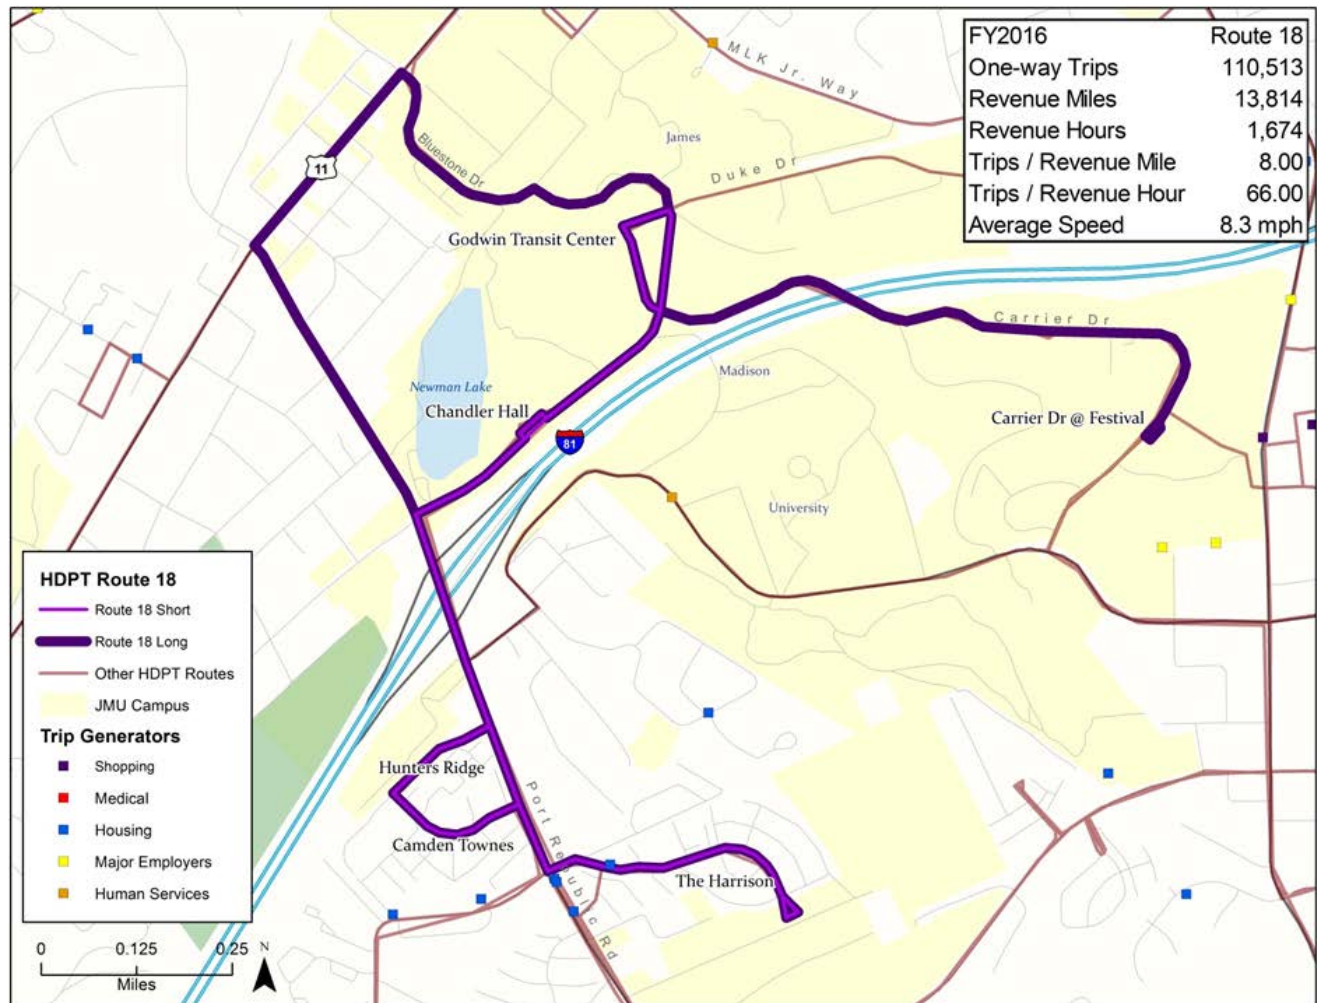 FY2016 Route 18
One-way Trips 110,513
Revenue Miles 13,814
Revenue Hours 1,674
Trips / Revenue Mile 8.00
Trips / Revenue Hour 66.00
Average Speed 8.3 mph
MLK Jr. Way
James
11
Bluestone Dr
Duke Dr
Godwin Transit Center
Carrier Dr
Madison
Newman Lake
Chandler Hall
Carrier Dr @ Festival
81
University
HDPT Route 18
Route 18 Short
Route 18 Long
Other HDPT Routes
JMU Campus
Trip Generators
Shopping
Medical
Housing
Major Employers
Human Services
Hunters Ridge
Port Republic Rd
Camden Townes
The Harrison
0 0.125 0.25
Miles
N